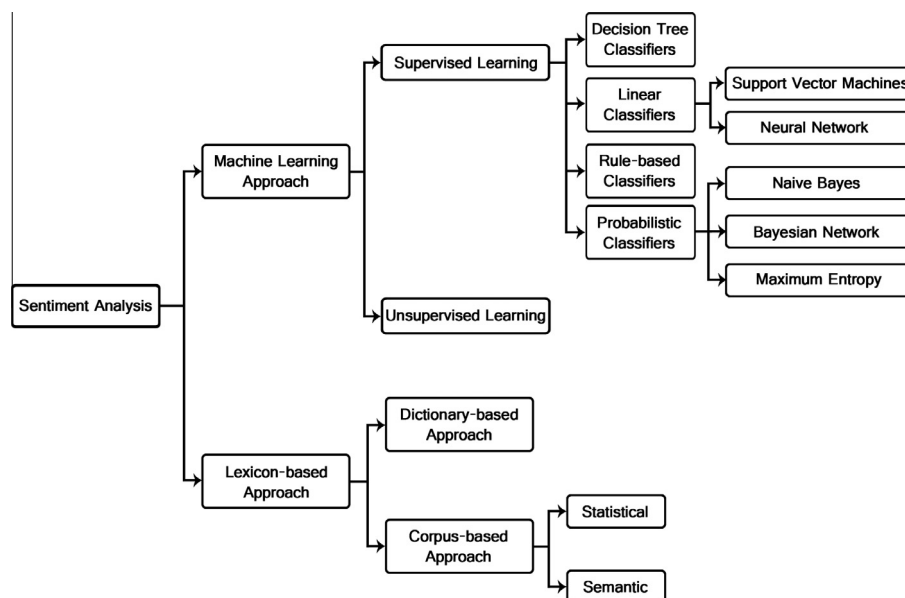 Decision Tree
Classifiers
Supervised Learning
Support Vector Machines
Linear
Classifiers
Neural Network
Machine Learning
Approach
Rule-based
Classifiers
Naive Bayes
Probabilistic
Classifiers
Bayesian Network
Maximum Entropy
Sentiment Analysis
Unsupervised Learning
Dictionary-based
Approach
Lexicon-based
Approach
Statistical
Corpus-based
Approach
Semantic